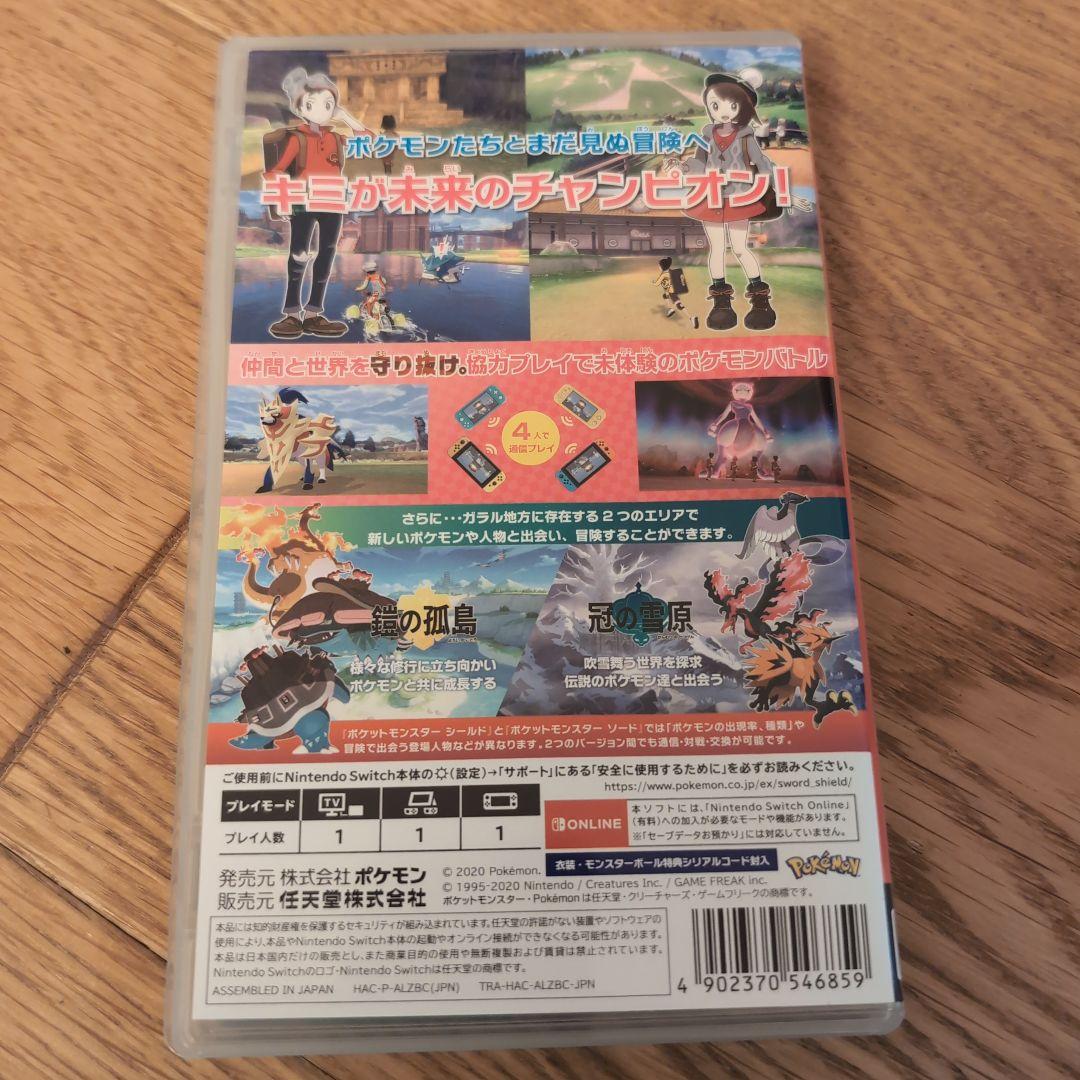 ポケモンたちとまだ見ぬ冒険へ
キミが未来のチャンピオン!
仲間と世界を守り抜け。協力プレイで未体験のポケモンバトル
4人で
通信プレイ
さらに･･･ガラル地方に存在する2つのエリアで
新しいポケモンや人物と出会い、冒険することができます。
鎧の孤島
様々な修行に立ち向かい
ポケモンと共に成長する
冠の雪原
吹雪舞う世界を探求
伝説のポケモン達と出会う
『ポケットモンスター シールド』と『ポケットモンスター ソード』では「ポケモンの出現率、種類」や
冒険で出会う登場人物などが異なります。2つのバージョン間でも通信・対戦・交換が可能です。
ご使用前にNintendo Switch本体の(設定)→「サポート」にある「安全に使用するために」を必ずお読みください。
https://www.pokemon.co.jp/ex/sword_shield/
プレイモード TV
プレイ人数 1 1 1
ONLINE
本ソフトには、「Nintendo Switch Online」
(有料)への加入が必要なモードや機能があります。
※「セーブデータお預かり」には対応していません。
衣装・モンスターボール特典シリアルコード封入
POKéMON
発売元 株式会社 ポケモン
販売元 任天堂株式会社
© 2020 Pokémon.
© 1995-2020 Nintendo / Creatures Inc. / GAME FREAK inc.
ポケットモンスター・Pokémon は任天堂・クリーチャーズ・ゲームフリークの商標です。
本品には知的財産権を保護するセキュリティが組み込まれています。任天堂の許諾がない装置やソフトウェアの
使用により、本品やNintendo Switch本体の起動やオンライン接続ができなくなる可能性があります。
本品は日本国内だけの販売とし、また商業目的の使用や無断複製および賃貸は禁止されています。
Nintendo Switchのロゴ・Nintendo Switchは任天堂の商標です。
ASSEMBLED IN JAPAN HAC-P-ALZBC(JPN) TRA-HAC-ALZBC-JPN
4 902370 546859